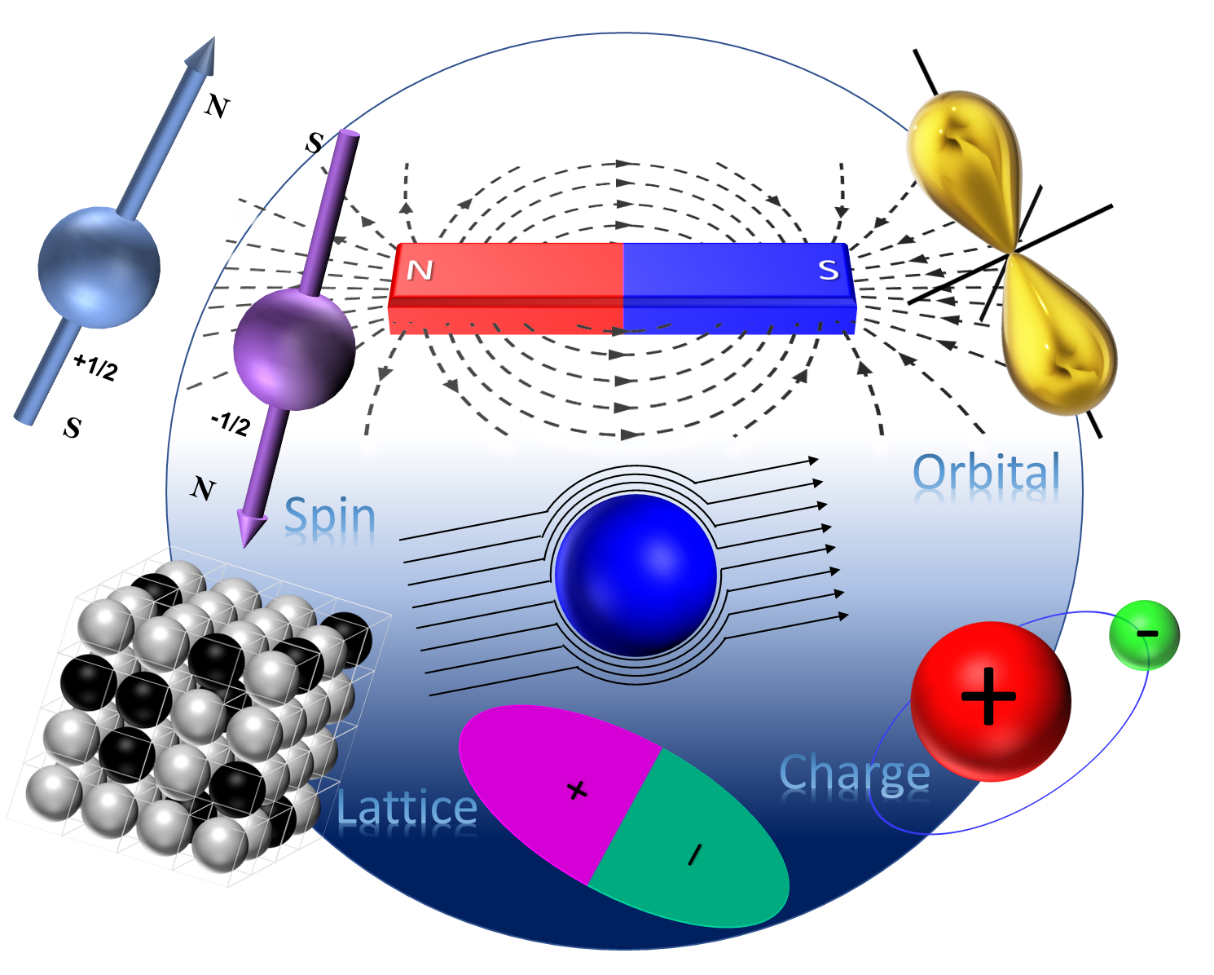 N
S
N
S
+1/2
-1/2
S
N
Orbital
Spin
+
-
Charge
Lattice
+
-